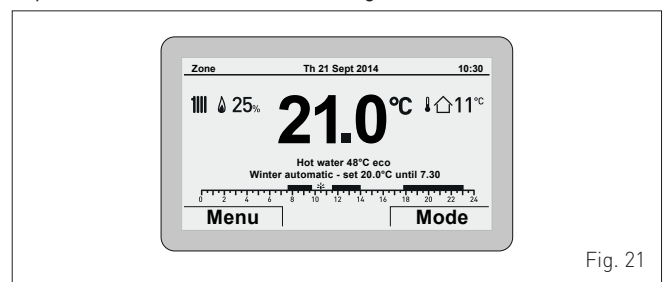 Zone Th 21 Sept 2014 10:30
25% 21.0°C 11°C
Hot water 48°C eco
Winter automatic - set 20.0°C until 7.30
0 2 4 6 8 10 12 14 16 18 20 22 24
Menu Mode
Fig. 21